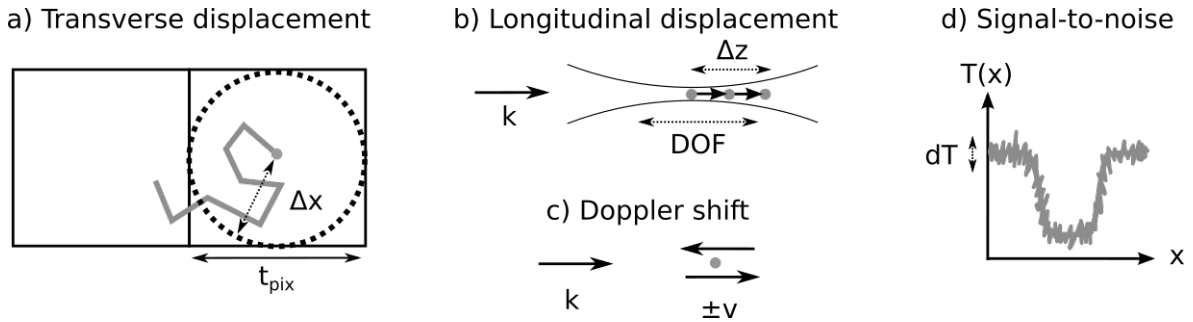 a) Transverse displacement
Δx
t_pix
b) Longitudinal displacement
Δz
k
DOF
c) Doppler shift
k
±v
d) Signal-to-noise
T(x)
dT
x